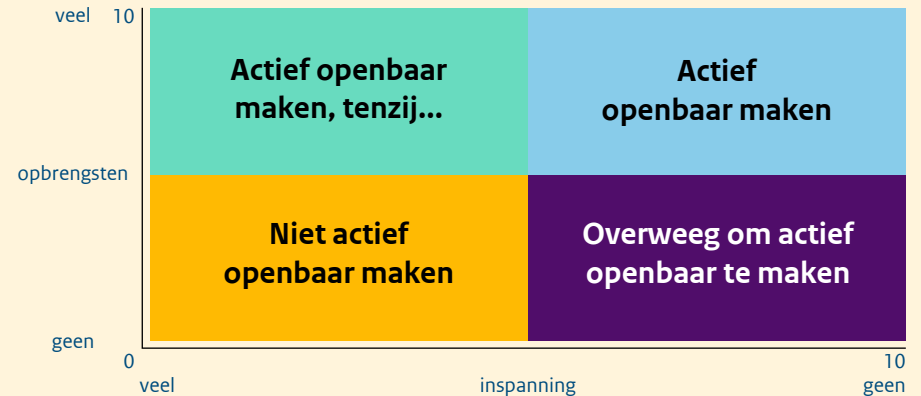 veel 10
Actief openbaar
maken, tenzij...
Actief
openbaar maken
opbrengsten
Niet actief
openbaar maken
Overweeg om actief
openbaar te maken
geen
0
10
veel
inspanning
geen